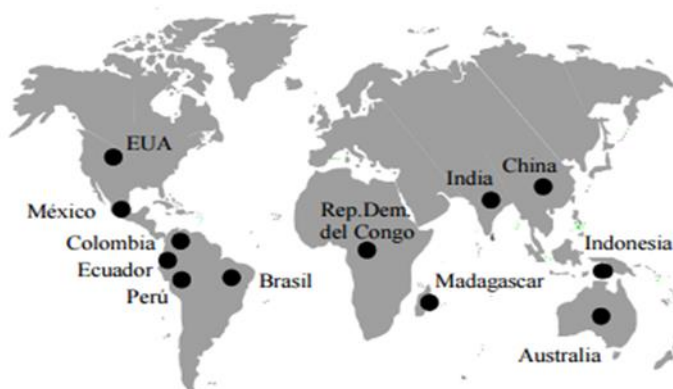 EUA
China
India
México
Rep.Dem.
del Congo
Colombia
Indonesia
Ecuador
Perú
Brasil
Madagascar
Australia